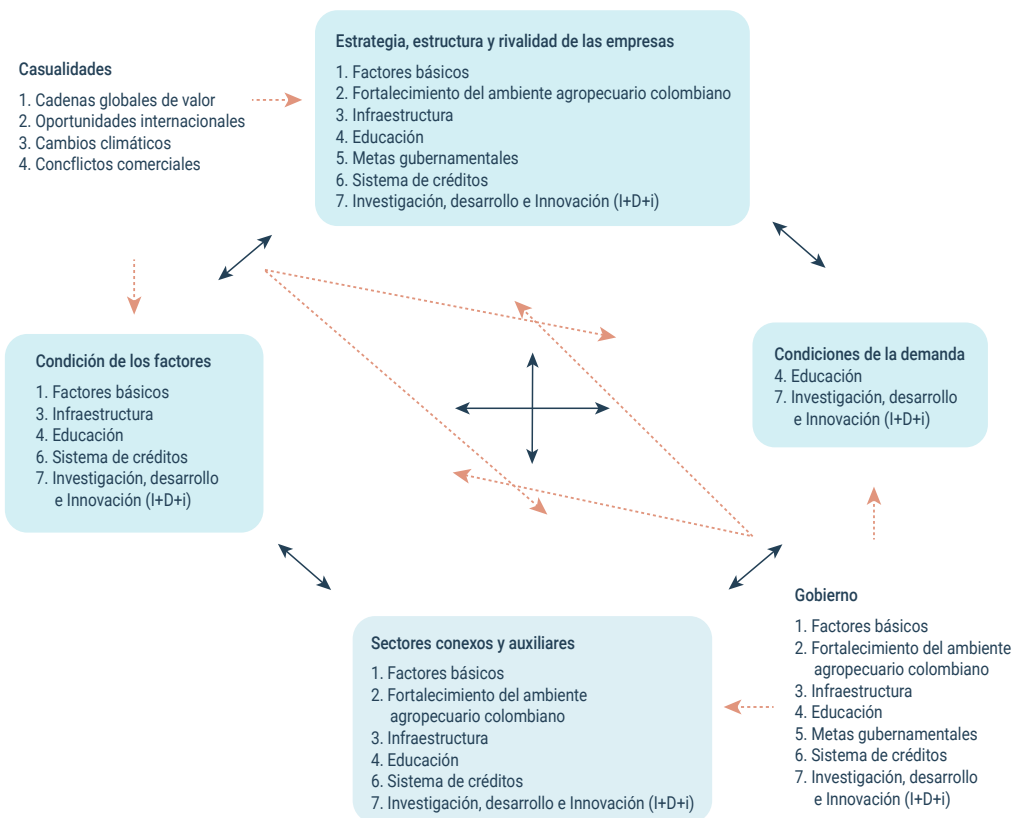 Estrategia, estructura y rivalidad de las empresas
1. Factores básicos
2. Fortalecimiento del ambiente agropecuario colombiano
3. Infraestructura
4. Educación
5. Metas gubernamentales
6. Sistema de créditos
7. Investigación, desarrollo e Innovación (I+D+i)
Casualidades
1. Cadenas globales de valor
2. Oportunidades internacionales
3. Cambios climáticos
4. Concflictos comerciales
Condición de los factores
1. Factores básicos
3. Infraestructura
4. Educación
6. Sistema de créditos
7. Investigación, desarrollo
e Innovación (I+D+i)
Condiciones de la demanda
4. Educación
7. Investigación, desarrollo
e Innovación (I+D+i)
Sectores conexos y auxiliares
1. Factores básicos
2. Fortalecimiento del ambiente
agropecuario colombiano
3. Infraestructura
4. Educación
6. Sistema de créditos
7. Investigación, desarrollo e Innovación (I+D+i)
Gobierno
1. Factores básicos
2. Fortalecimiento del ambiente
agropecuario colombiano
3. Infraestructura
4. Educación
5. Metas gubernamentales
6. Sistema de créditos
7. Investigación, desarrollo
e Innovación (I+D+i)